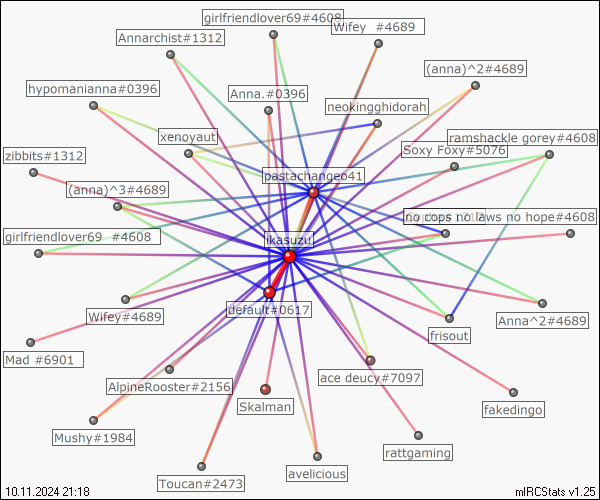 girlfriendlover69#4608
Wifey  #4689
Annarchist#1312
(anna)^2#4689
hypomanianna#0396
Anna.#0396
neokingghidorah
xenoyaut
ramshackle gorey#4608
zibbits#1312
Soxy Foxy#5076
pastachangeo41
(anna)^3#4689
no cops no laws no hope#4608
girlfriendlover69  #4608
ikasuzu
Wifey#4689
default#0617
Anna^2#4689
frisout
Mad #6901
AlpineRooster#2156
ace deucy#7097
Skalman
fakedingo
Mushy#1984
rattgaming
avelicious
Toucan#2473
10.11.2024 21:18
mIRCStats v1.25